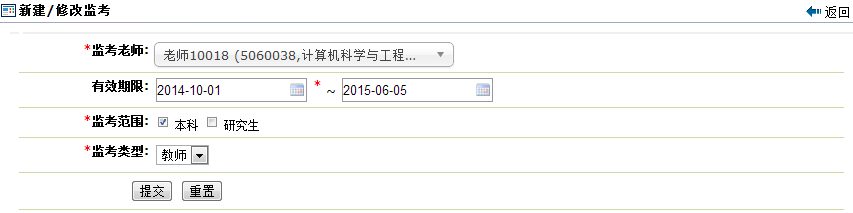 新建/修改监考 返回
*监考老师: 老师10018 (5060038,计算机科学与工程...
有效期限: 2014-10-01 * ~ 2015-06-05
*监考范围: 本科 研究生
*监考类型: 教师
提交 重置